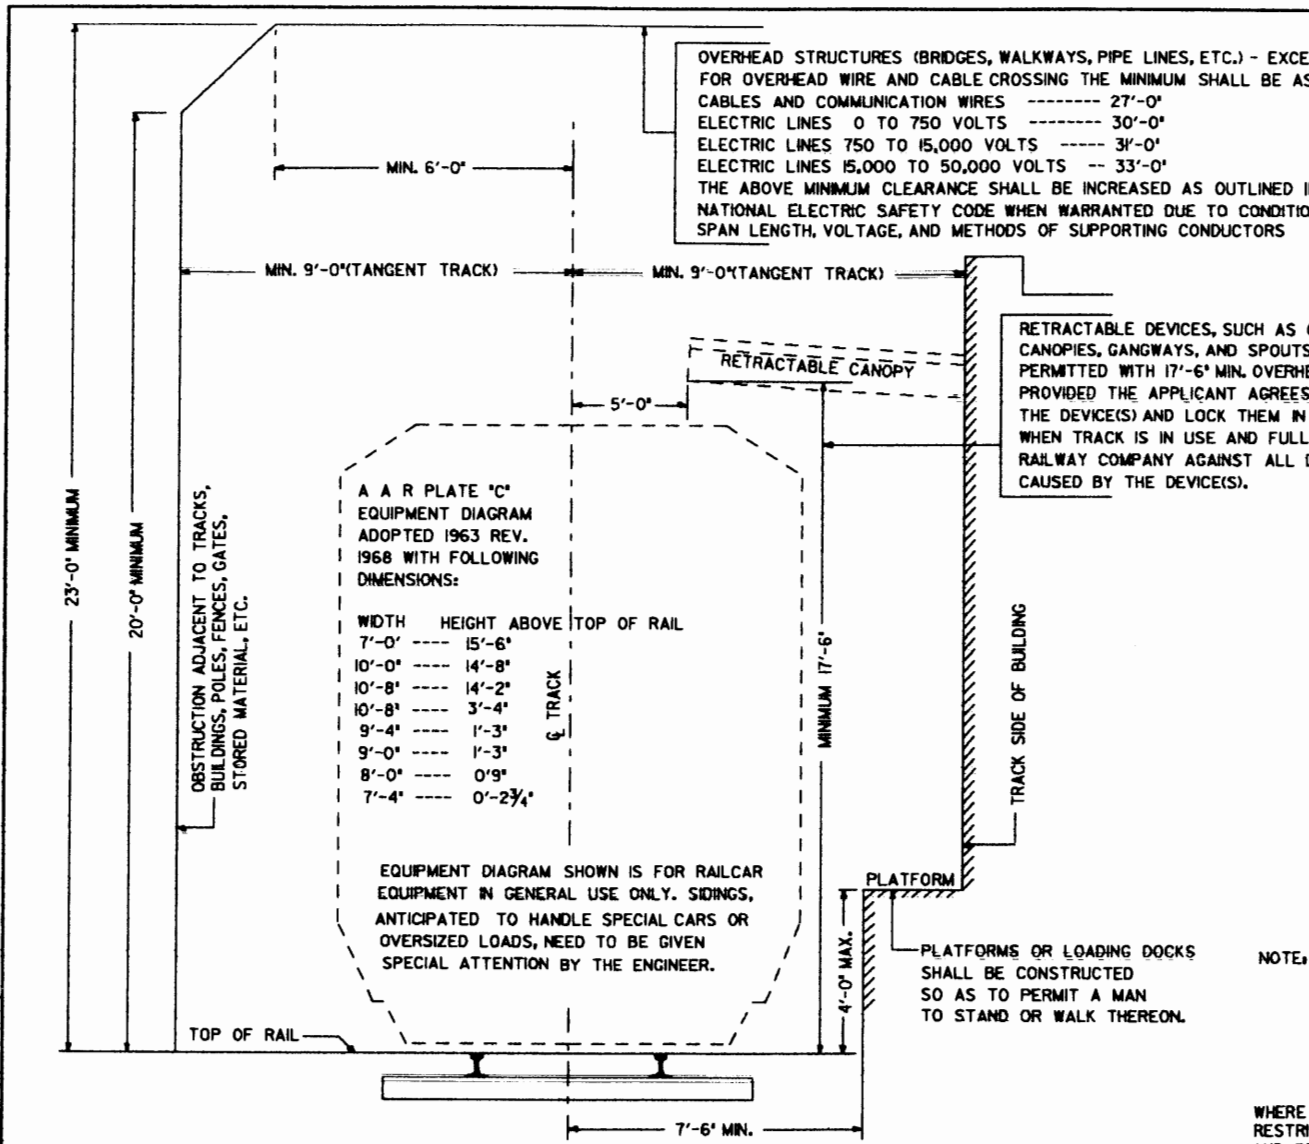 OVERHEAD STRUCTURES (BRIDGES, WALKWAYS, PIPE LINES, ETC.) - EXCE
FOR OVERHEAD WIRE AND CABLE CROSSING THE MINIMUM SHALL BE AS
CABLES AND COMMUNICATION WIRES -------- 27'-0"
ELECTRIC LINES 0 TO 750 VOLTS -------- 30'-0"
ELECTRIC LINES 750 TO 15,000 VOLTS ----- 31'-0"
ELECTRIC LINES 15,000 TO 50,000 VOLTS -- 33'-0"
THE ABOVE MINIMUM CLEARANCE SHALL BE INCREASED AS OUTLINED I
NATIONAL ELECTRIC SAFETY CODE WHEN WARRANTED DUE TO CONDITIO
SPAN LENGTH, VOLTAGE, AND METHODS OF SUPPORTING CONDUCTORS
MIN. 6'-0"
MIN. 9'-0"(TANGENT TRACK)
MIN. 9'-0"(TANGENT TRACK)
RETRACTABLE DEVICES, SUCH AS
CANOPIES, GANGWAYS, AND SPOUTS
PERMITTED WITH 17'-6" MIN. OVERHE
PROVIDED THE APPLICANT AGREES
THE DEVICE(S) AND LOCK THEM IN
WHEN TRACK IS IN USE AND FULL
RAILWAY COMPANY AGAINST ALL D
CAUSED BY THE DEVICE(S).
RETRACTABLE CANOPY
5'-0"
23'-0" MINIMUM
20'-0" MINIMUM
OBSTRUCTION ADJACENT TO TRACKS,
BUILDINGS, POLES, FENCES, GATES,
STORED MATERIAL, ETC.
A A R PLATE "C"
EQUIPMENT DIAGRAM
ADOPTED 1963 REV.
1968 WITH FOLLOWING
DIMENSIONS:
WIDTH HEIGHT ABOVE TOP OF RAIL
7'-0' ---- 15'-6"
10'-0" ---- 14'-8"
10'-8" ---- 14'-2"
10'-8" ---- 3'-4"
9'-4" ---- 1'-3"
9'-0" ---- 1'-3"
8'-0" ---- 0'9"
7'-4" ---- 0'-2¾"
℄ TRACK
MINIMUM 17'-6"
TRACK SIDE OF BUILDING
EQUIPMENT DIAGRAM SHOWN IS FOR RAILCAR
EQUIPMENT IN GENERAL USE ONLY. SIDINGS,
ANTICIPATED TO HANDLE SPECIAL CARS OR
OVERSIZED LOADS, NEED TO BE GIVEN
SPECIAL ATTENTION BY THE ENGINEER.
PLATFORM
4'-0" MAX.
PLATFORMS OR LOADING DOCKS
SHALL BE CONSTRUCTED
SO AS TO PERMIT A MAN
TO STAND OR WALK THEREON.
NOTE:
TOP OF RAIL
7'-6" MIN.
WHERE
RESTRI